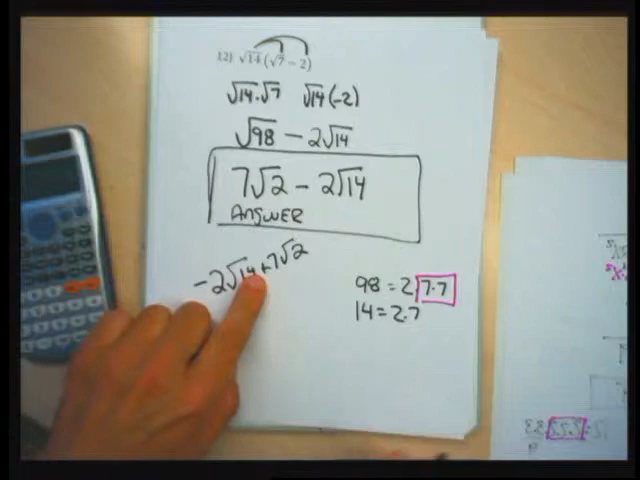 12) √14 (√7 − 2)
√14 · √7 √14 (-2)
√98 − 2√14
7√2 − 2√14
ANSWER
-2√14 + 7√2
98 = 2 7·7
14 = 2·7